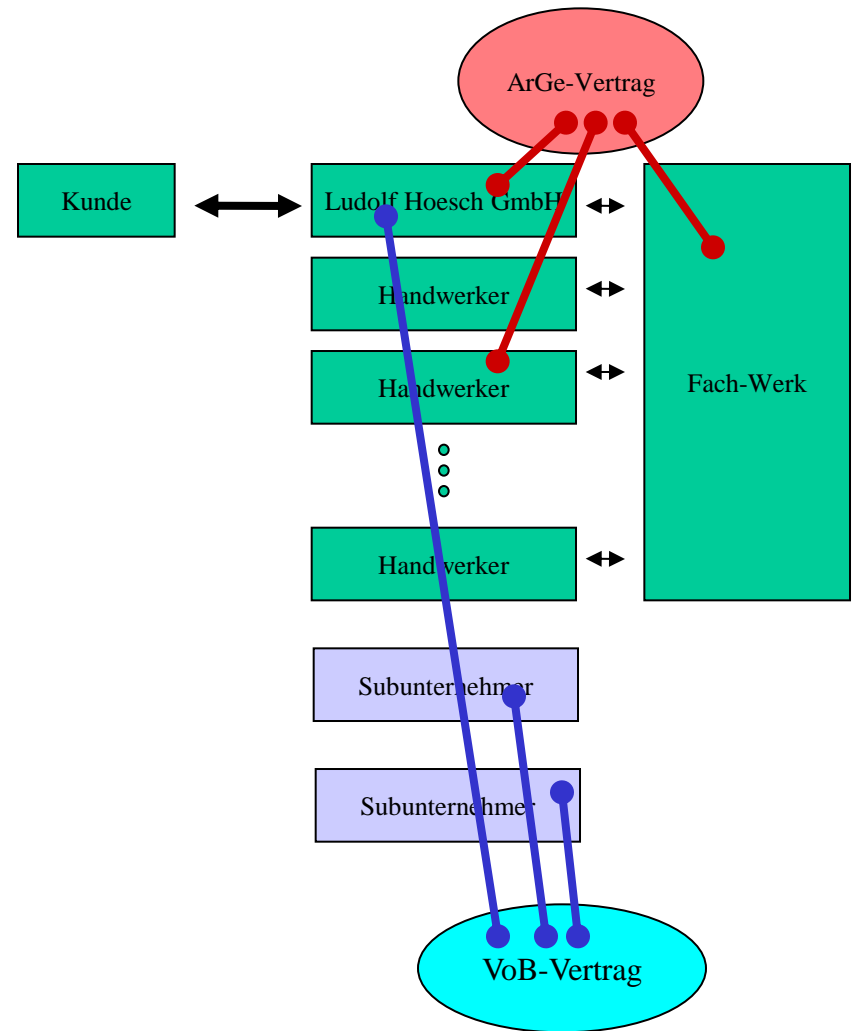 ArGe-Vertrag
Kunde
Ludolf Hoesch GmbH
Handwerker
Handwerker
Fach-Werk
Handwerker
Subunternehmer
Subunternehmer
VoB-Vertrag